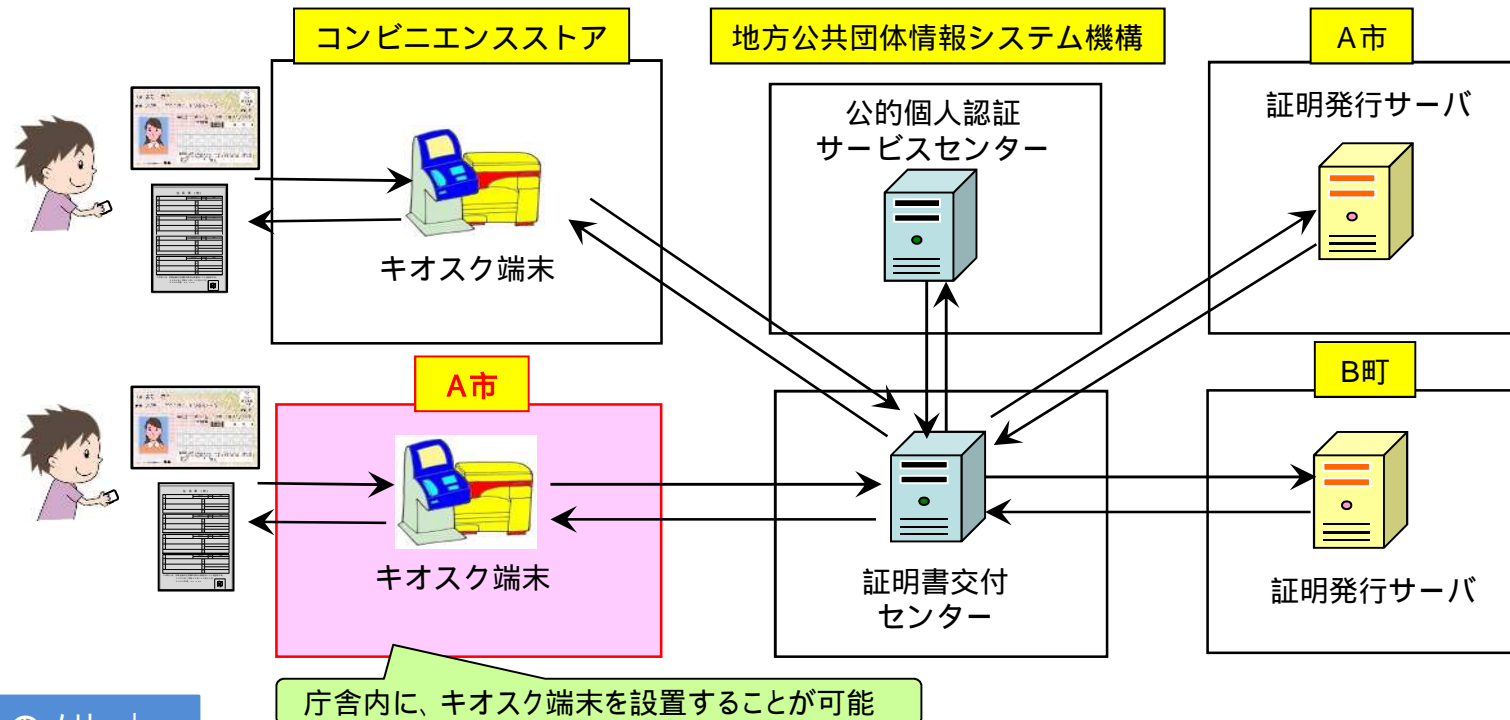 コンビニエンスストア
地方公共団体情報システム機構
A市
公的個人認証
サービスセンター
証明発行サーバ
キオスク端末
A市
B町
キオスク端末
証明書交付
センター
証明発行サーバ
庁舎内に、キオスク端末を設置することが可能